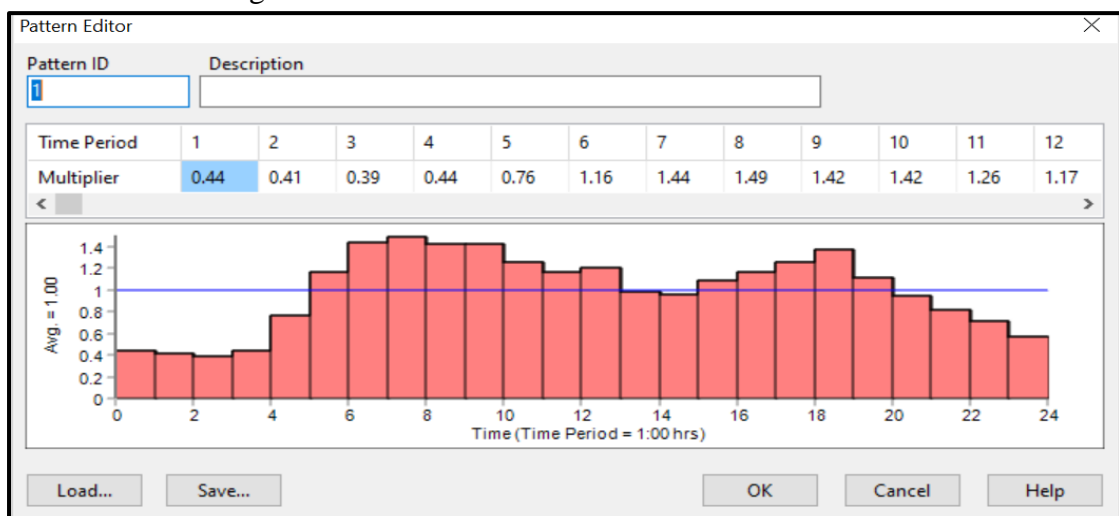 Pattern Editor
Pattern ID Description
1
Time Period 1 2 3 4 5 6 7 8 9 10 11 12
Multiplier 0.44 0.41 0.39 0.44 0.76 1.16 1.44 1.49 1.42 1.42 1.26 1.17
Avg. = 1.00
1.4
1.2
1
0.8
0.6
0.4
0.2
0
0 2 4 6 8 10 12 14 16 18 20 22 24
Time (Time Period = 1:00 hrs)
Load... Save... OK Cancel Help